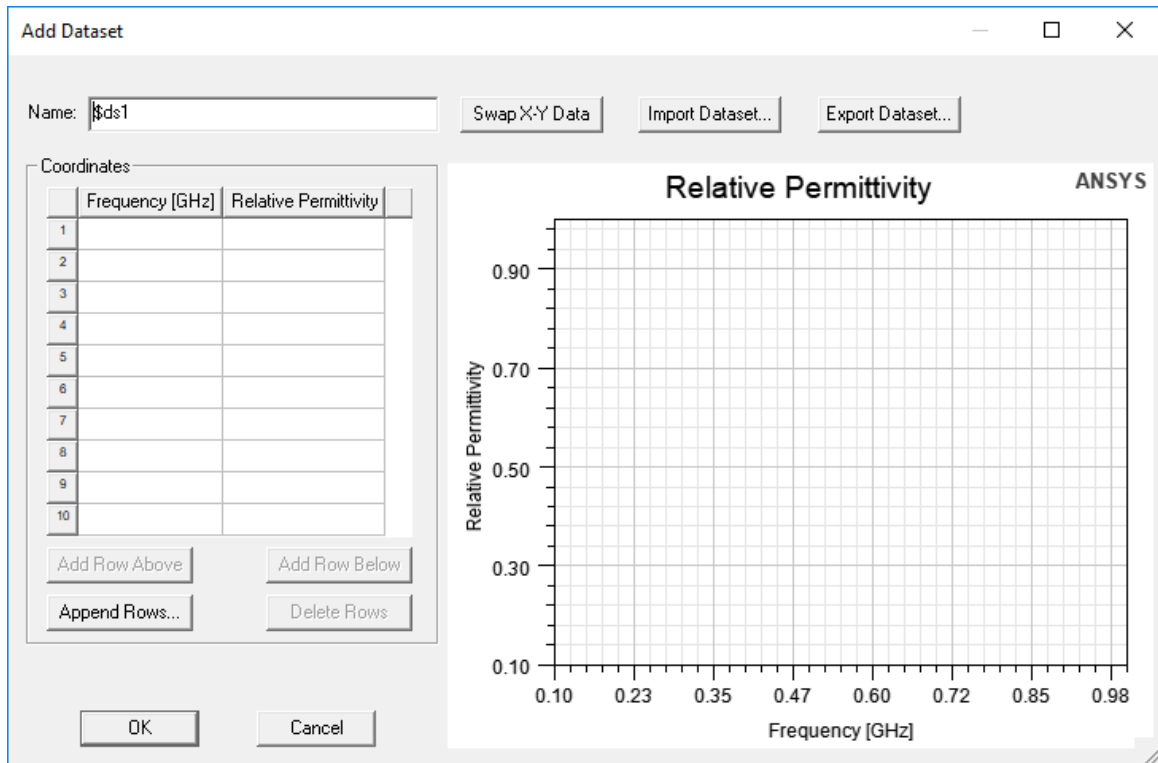 Add Dataset
Name: $ds1 Swap X-Y Data Import Dataset... Export Dataset...
Coordinates
Frequency [GHz] Relative Permittivity
1
2
3
4
5
6
7
8
9
10
Add Row Above Add Row Below
Append Rows... Delete Rows
OK Cancel
Relative Permittivity ANSYS
Relative Permittivity
0.90
0.70
0.50
0.30
0.10
0.10 0.23 0.35 0.47 0.60 0.72 0.85 0.98
Frequency [GHz]